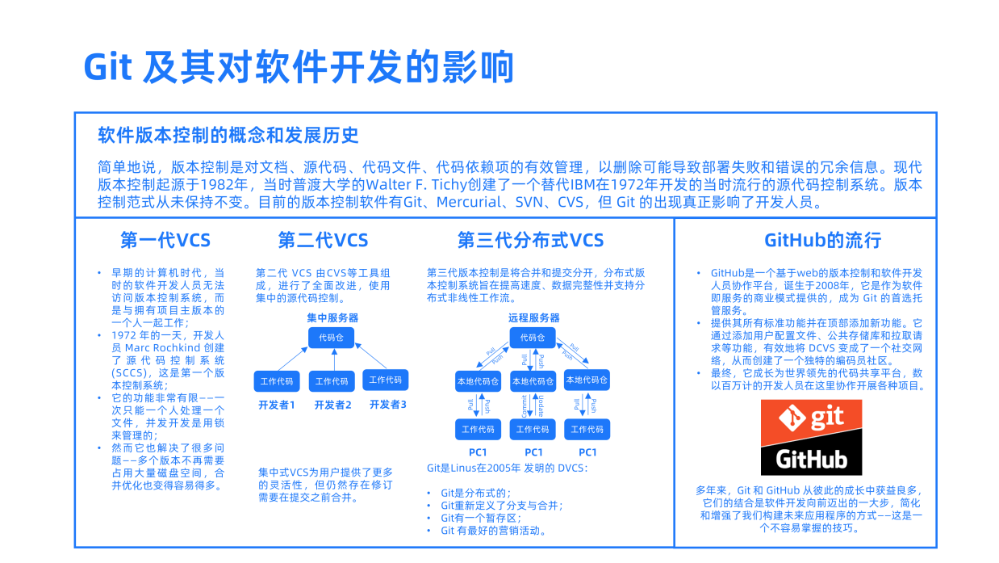 Git 及其对软件开发的影响
软件版本控制的概念和发展历史
简单地说，版本控制是对文档、源代码、代码文件、代码依赖项的有效管理，以删除可能导致部署失败和错误的冗余信息。现代
版本控制起源于1982年，当时普渡大学的Walter F. Tichy创建了一个替代IBM在1972年开发的当时流行的源代码控制系统。版本
控制范式从未保持不变。目前的版本控制软件有Git、Mercurial、SVN、CVS，但 Git 的出现真正影响了开发人员。
第一代VCS
• 早期的计算机时代，当
时的软件开发人员无法
访问版本控制系统，而
是与拥有项目主版本的
一个人一起工作；
• 1972 年的一天，开发人
员 Marc Rochkind 创建
了源代码控制系统
(SCCS)，这是第一个版
本控制系统；
• 它的功能非常有限——一
次只能一个人处理一个
文件，并发开发是用锁
来管理的；
• 然而它也解决了很多问
题——多个版本不再需要
占用大量磁盘空间，合
并优化也变得容易得多。
第二代VCS
第二代 VCS 由CVS等工具组
成，进行了全面改进，使用
集中的源代码控制。
集中服务器
代码仓
工作代码
工作代码
工作代码
开发者1
开发者2
开发者3
集中式VCS为用户提供了更多
的灵活性，但仍然存在修订
需要在提交之前合并。
第三代分布式VCS
第三代版本控制是将合并和提交分开，分布式版
本控制系统旨在提高速度、数据完整性并支持分
布式非线性工作流。
远程服务器
代码仓
Pull
Push
Pull
Push
Pull
Push
本地代码仓
本地代码仓
本地代码仓
Pull
Push
Commit
Update
Pull
Push
工作代码
工作代码
工作代码
PC1
PC1
PC1
Git是Linus在2005年 发明的 DVCS：
• Git是分布式的；
• Git重新定义了分支与合并；
• Git有一个暂存区；
• Git 有最好的营销活动。
GitHub的流行
• GitHub是一个基于web的版本控制和软件开发
人员协作平台，诞生于2008年，它是作为软件
即服务的商业模式提供的，成为 Git 的首选托
管服务。
• 提供其所有标准功能并在顶部添加新功能。它
通过添加用户配置文件、公共存储库和拉取请
求等功能，有效地将 DCVS 变成了一个社交网
络，从而创建了一个独特的编码员社区。
• 最终，它成长为世界领先的代码共享平台，数
以百万计的开发人员在这里协作开展各种项目。
git
GitHub
多年来，Git 和 GitHub 从彼此的成长中获益良多，
它们的结合是软件开发向前迈出的一大步，简化
和增强了我们构建未来应用程序的方式——这是一
个不容易掌握的技巧。